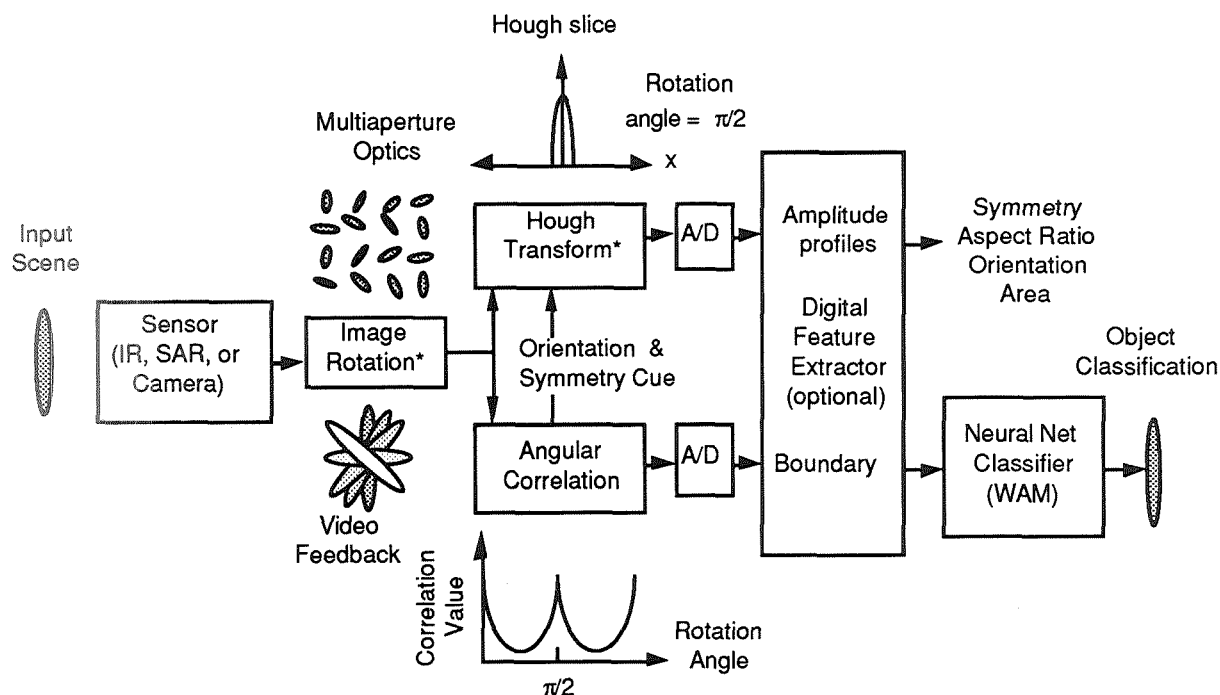 Hough slice
Rotation
angle = π/2
x
Multiaperture
Optics
Input
Scene
Sensor
(IR, SAR, or
Camera)
Image
Rotation*
Video
Feedback
Hough
Transform*
A/D
Orientation &
Symmetry Cue
Angular
Correlation
A/D
Correlation
Value
π/2
Rotation
Angle
Amplitude
profiles
Digital
Feature
Extractor
(optional)
Boundary
Symmetry
Aspect Ratio
Orientation
Area
Neural Net
Classifier
(WAM)
Object
Classification